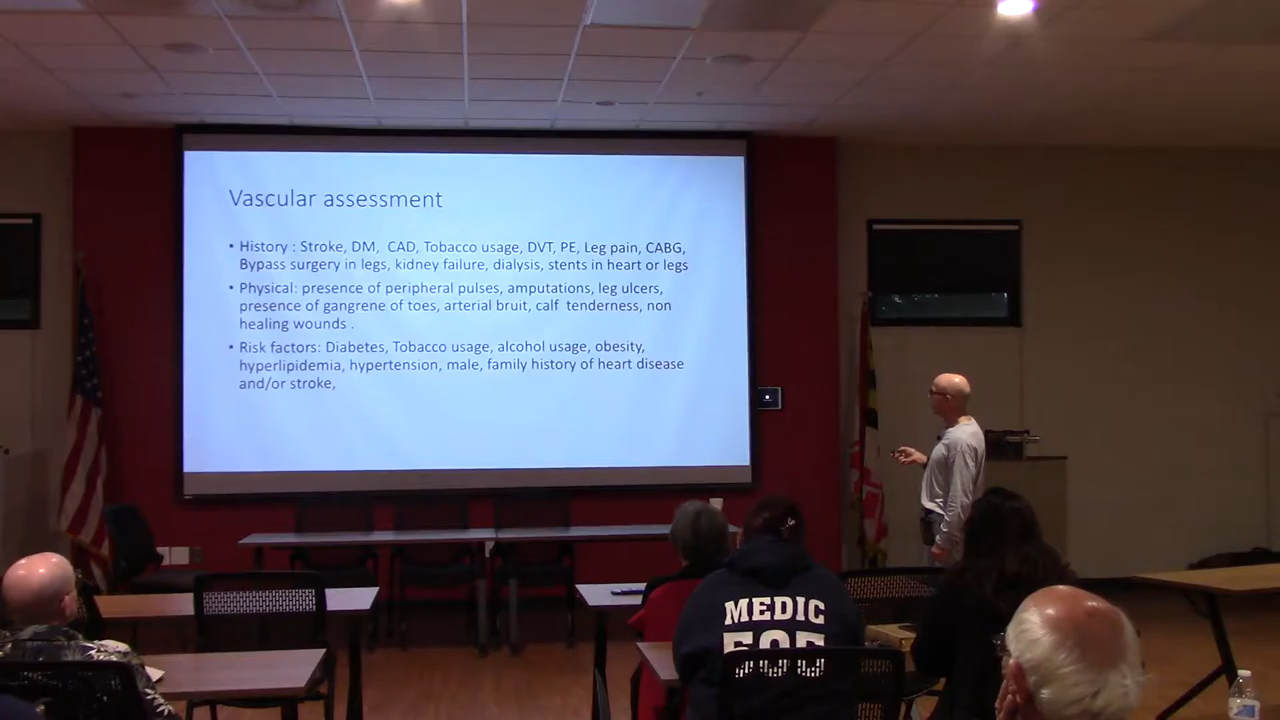 Vascular assessment
• History : Stroke, DM, CAD, Tobacco usage, DVT, PE, Leg pain, CABG,
Bypass surgery in legs, kidney failure, dialysis, stents in heart or legs
• Physical: presence of peripheral pulses, amputations, leg ulcers,
presence of gangrene of toes, arterial bruit, calf tenderness, non
healing wounds .
• Risk factors: Diabetes, Tobacco usage, alcohol usage, obesity,
hyperlipidemia, hypertension, male, family history of heart disease
and/or stroke,
MEDIC